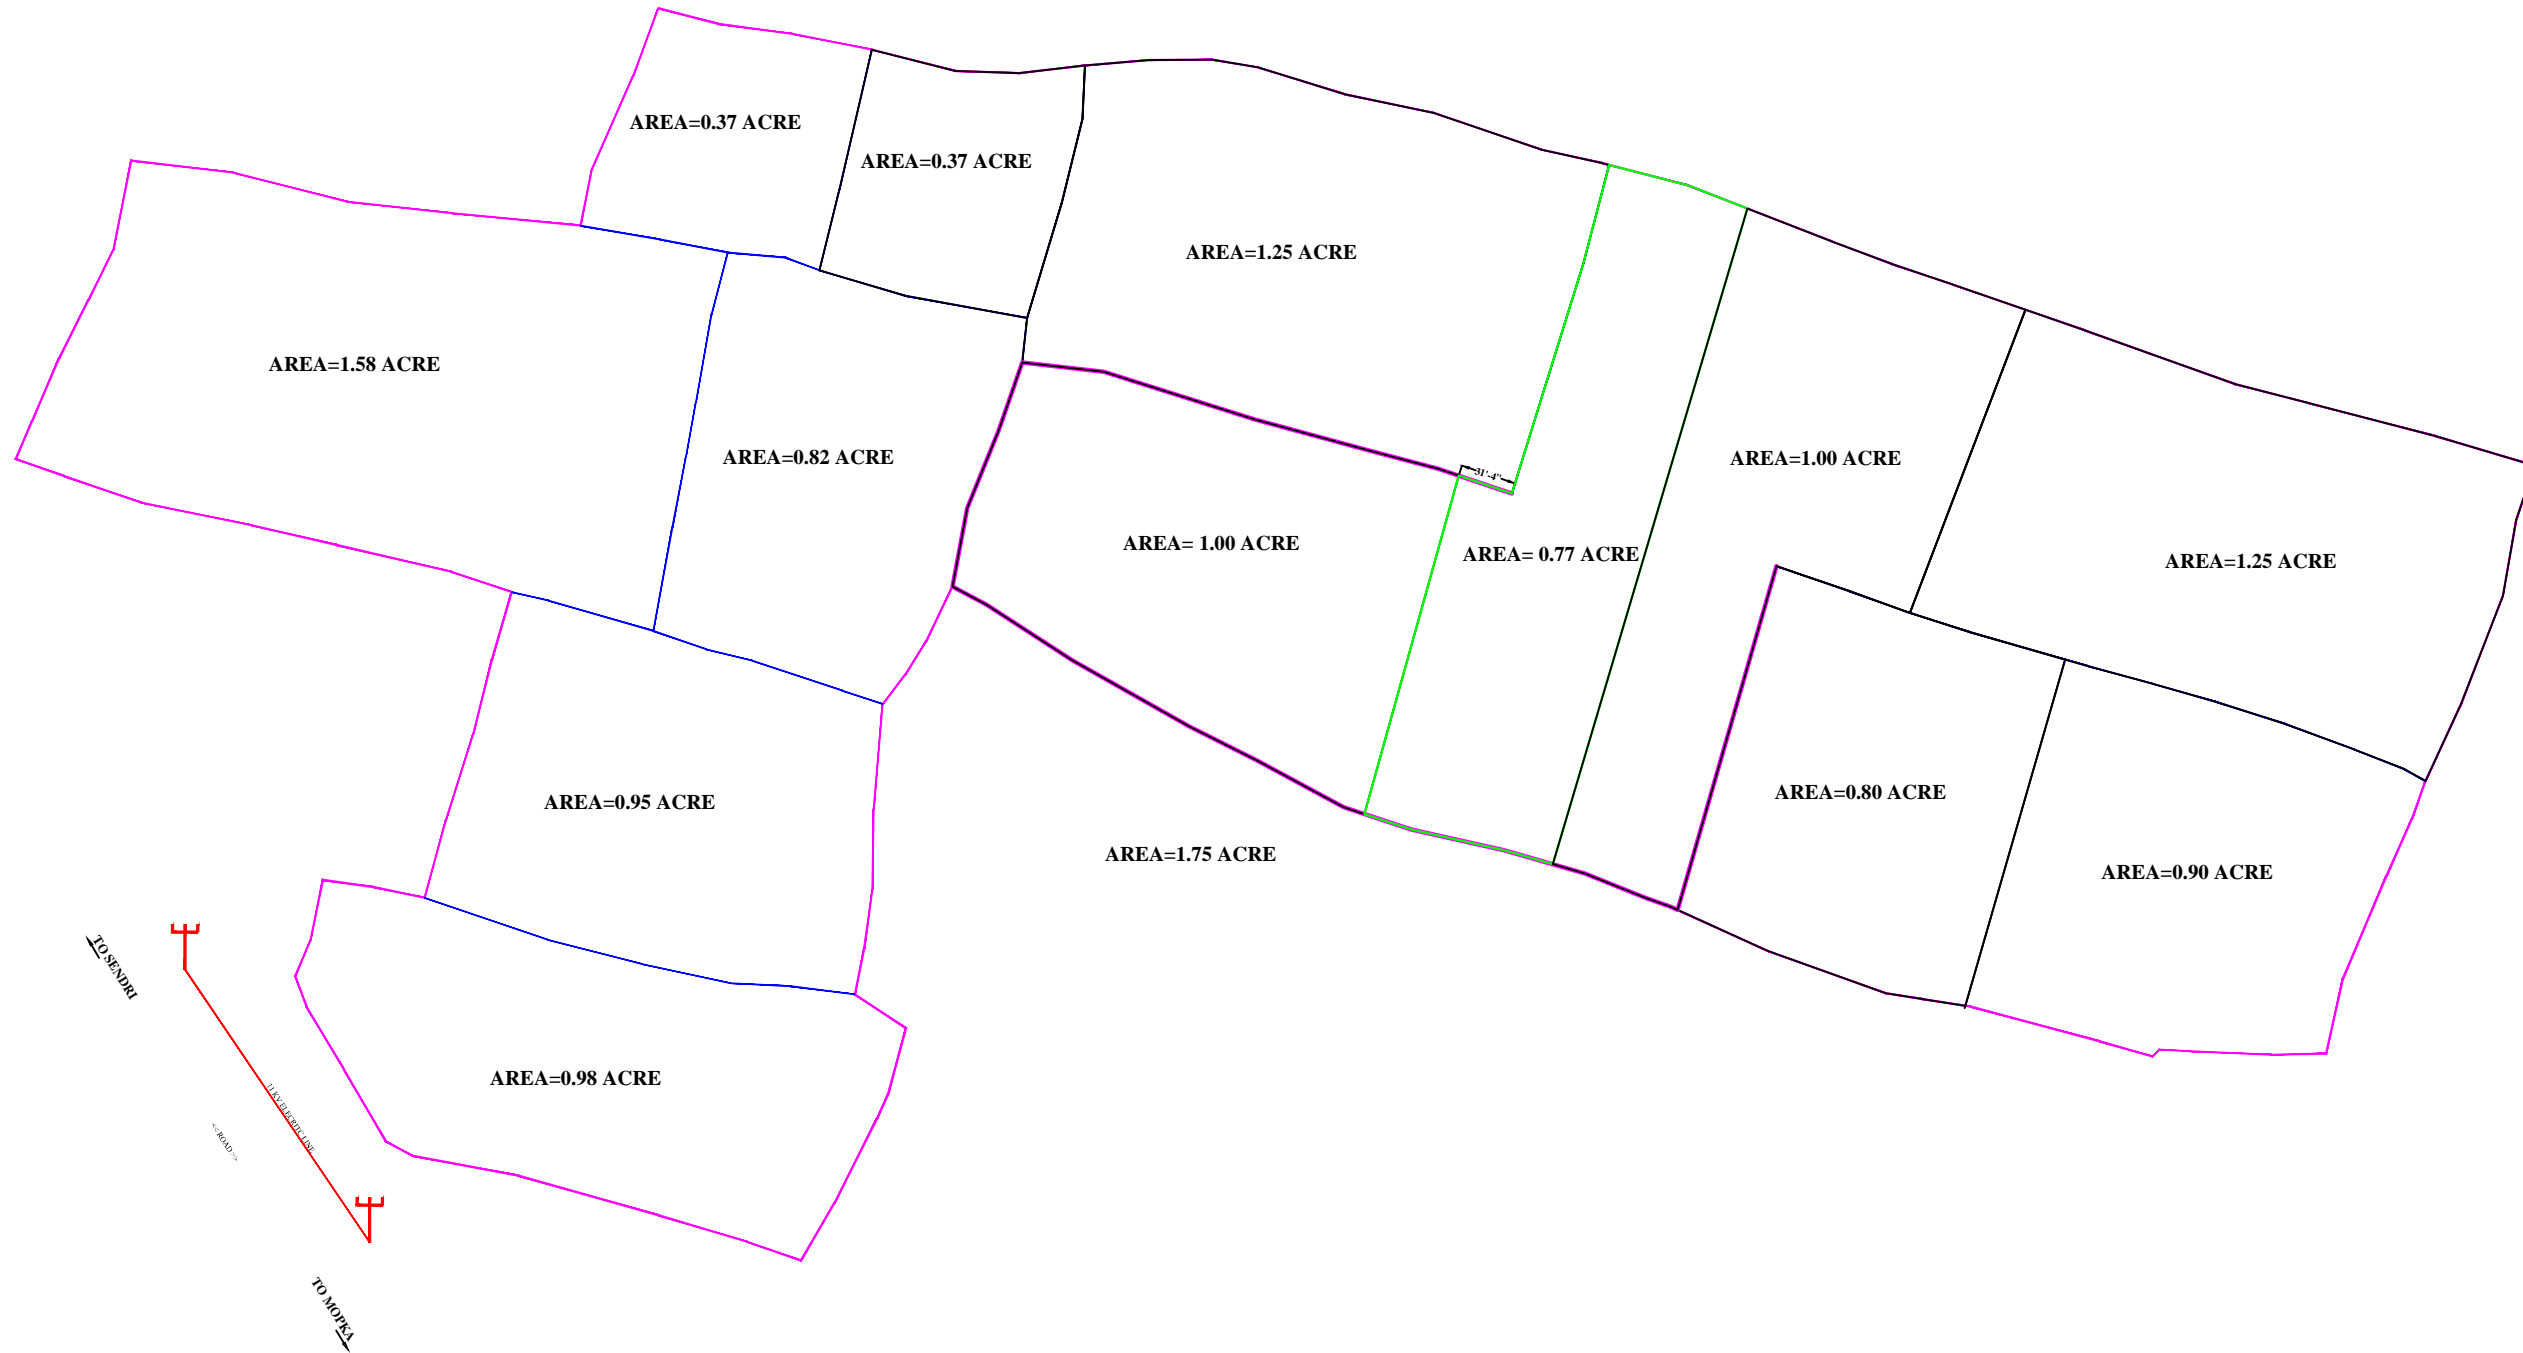 AREA=0.37 ACRE
AREA=0.37 ACRE
AREA=1.25 ACRE
AREA=1.58 ACRE
AREA=0.82 ACRE
AREA=1.00 ACRE
31'-4"
AREA= 1.00 ACRE
AREA= 0.77 ACRE
AREA=1.25 ACRE
AREA=0.95 ACRE
AREA=0.80 ACRE
AREA=1.75 ACRE
AREA=0.90 ACRE
TO SENDRI
AREA=0.98 ACRE
11 KV ELECRITC LINE
<< ROAD >>
TO MOPKA